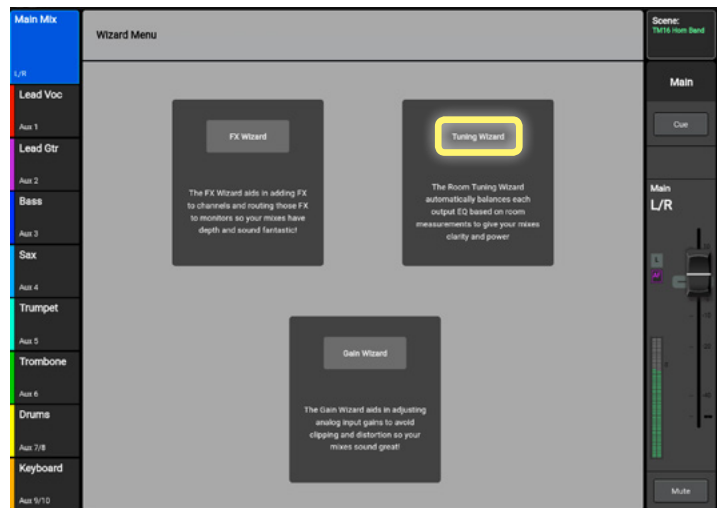 Main Mix
L/R
Lead Voc
Aux 1
Lead Gtr
Aux 2
Bass
Aux 3
Sax
Aux 4
Trumpet
Aux 5
Trombone
Aux 6
Drums
Aux 7/8
Keyboard
Aux 9/10
Wizard Menu
FX Wizard
The FX Wizard aids in adding FX
to channels and routing those FX
to monitors so your mixes have
depth and sound fantastic!
Tuning Wizard
The Room Tuning Wizard
automatically balances each
output EQ based on room
measurements to give your mixes
clarity and power
Gain Wizard
The Gain Wizard aids in adjusting
analog input gains to avoid
clipping and distortion so your
mixes sound great!
Scene:
TM16 Horn Band
Main
Cue
Main
L/R
10
L
AF
-10
-20
-40
Mute